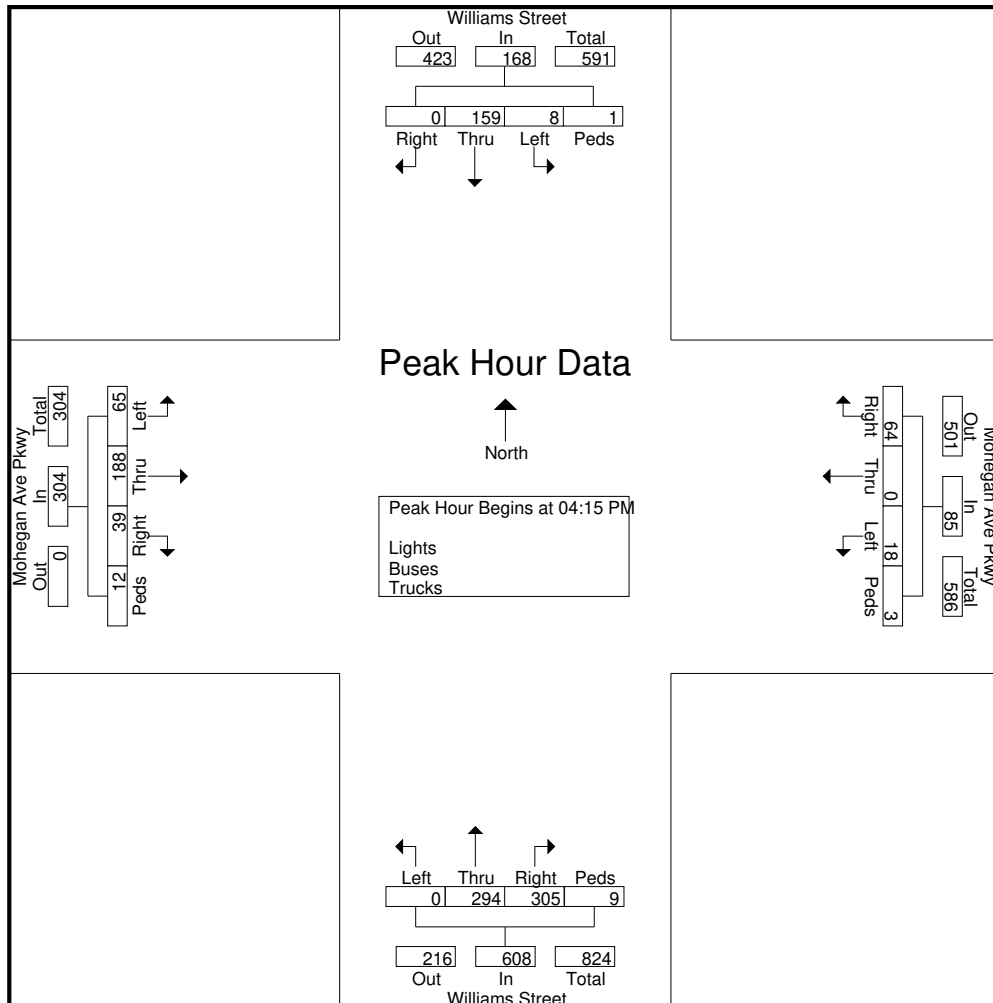 Williams Street
Out In Total
423 168 591
0 159 8 1
Right Thru Left Peds
Peak Hour Data
North
Peak Hour Begins at 04:15 PM
Lights
Buses
Trucks
Mohegan Ave Pkwy
Out In Total
0 304 304
65 188 39 12
Left Thru Right Peds
Mohegan Ave Pkwy
Out In Total
501 85 586
64 0 18 3
Right Thru Left Peds
Left Thru Right Peds
0 294 305 9
216 608 824
Out In Total
Williams Street